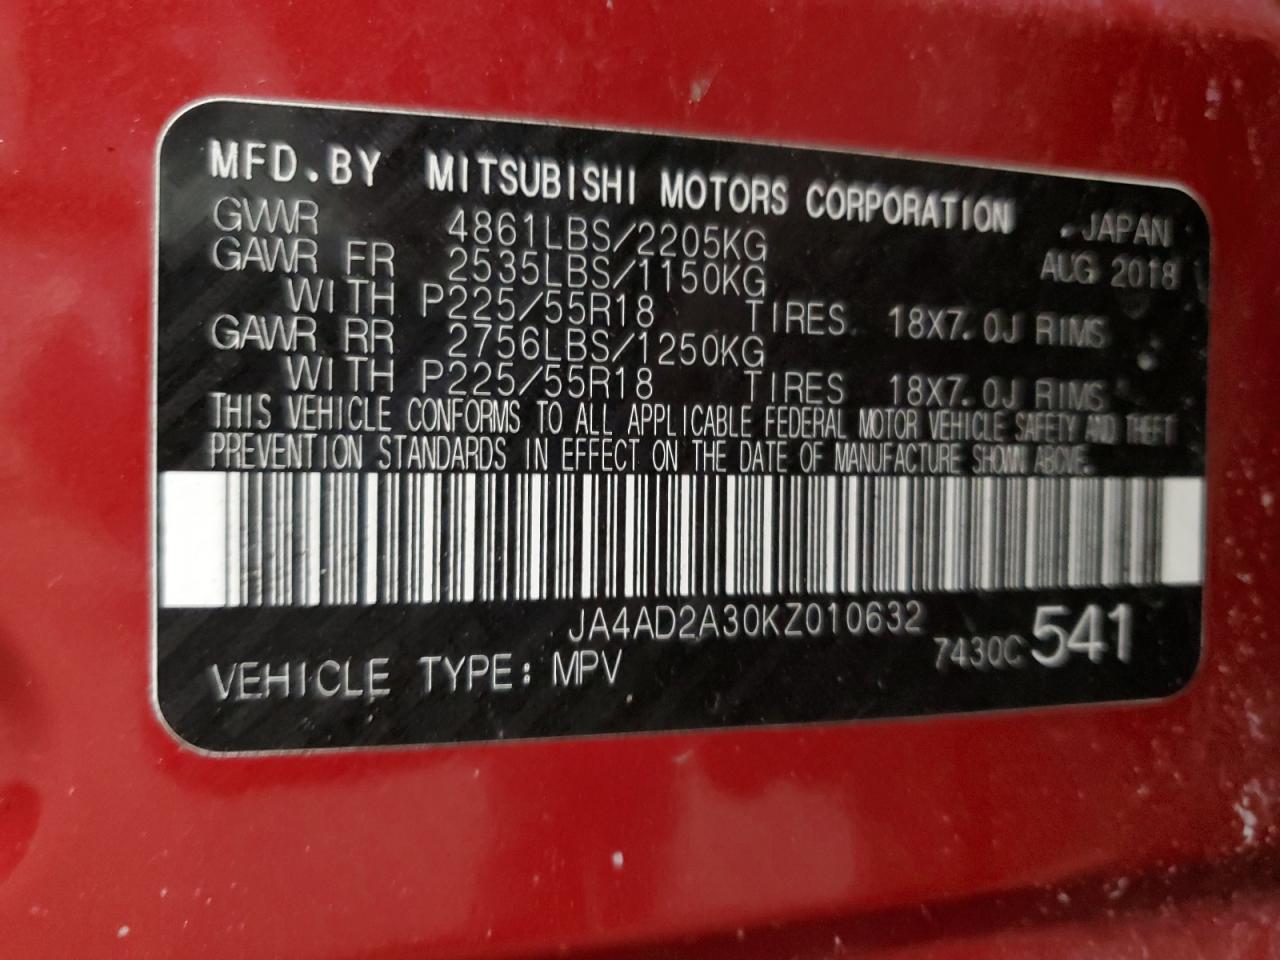 MFD.BY MITSUBISHI MOTORS CORPORATION JAPAN
GVWR 4861LBS/2205KG AUG 2018
GAWR FR 2535LBS/1150KG
WITH P225/55R18 TIRES. 18X7.0J RIMS
GAWR RR 2756LBS/1250KG
WITH P225/55R18 TIRES 18X7.0J RIMS
THIS VEHICLE CONFORMS TO ALL APPLICABLE FEDERAL MOTOR VEHICLE SAFETY AND THEFT
PREVENTION STANDARDS IN EFFECT ON THE DATE OF MANUFACTURE SHOWN ABOVE.
JA4AD2A30KZ010632
7430C 541
VEHICLE TYPE: MPV